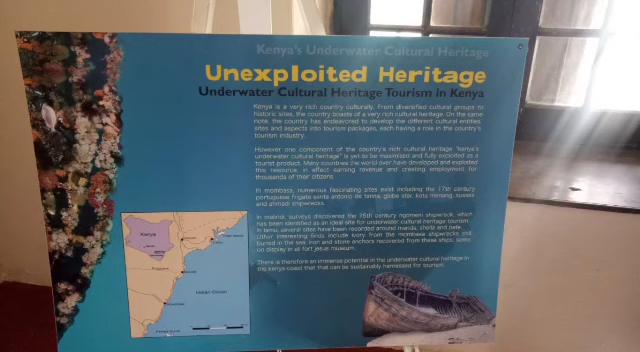 Kenya's Underwater Cultural Heritage
Unexploited Heritage
Underwater Cultural Heritage Tourism in Kenya
Kenya is a very rich country culturally. From diversified cultural groups to
historic sites, the country boasts of a very rich cultural heritage. On the same
note, the country has endeavored to develop the different cultural entities,
sites and aspects into tourism packages, each having a role in the country's
tourism industry.
However one component of the country's rich cultural heritage "kenya's
underwater cultural heritage" is yet to be maximized and fully exploited as a
tourist product. Many countries the world over have developed and exploited
this resource, in effect earning revenue and creating employment for
thousands of their citizens.
In mombasa, numerous fascinating sites exist including the 17th century
portuguese frigate santo antonio de tanna, globe star, kota menang, sussex
and ahmadi shipwrecks.
In malindi, surveys discovered the ngomeni shipwreck, which
has been identified as an ideal site for underwater cultural heritage tourism.
In lamu, several sites have been recorded around manda, shella and pate.
Other interesting finds include ivory from the mombasa shipwrecks still
buried in the sea, iron and stone anchors recovered from these ships, some
on display in at fort jesus museum.
There is therefore an immense potential in the underwater cultural heritage in
the kenya coast that that can be sustainably harnessed for tourism.
Kenya
Indian Ocean